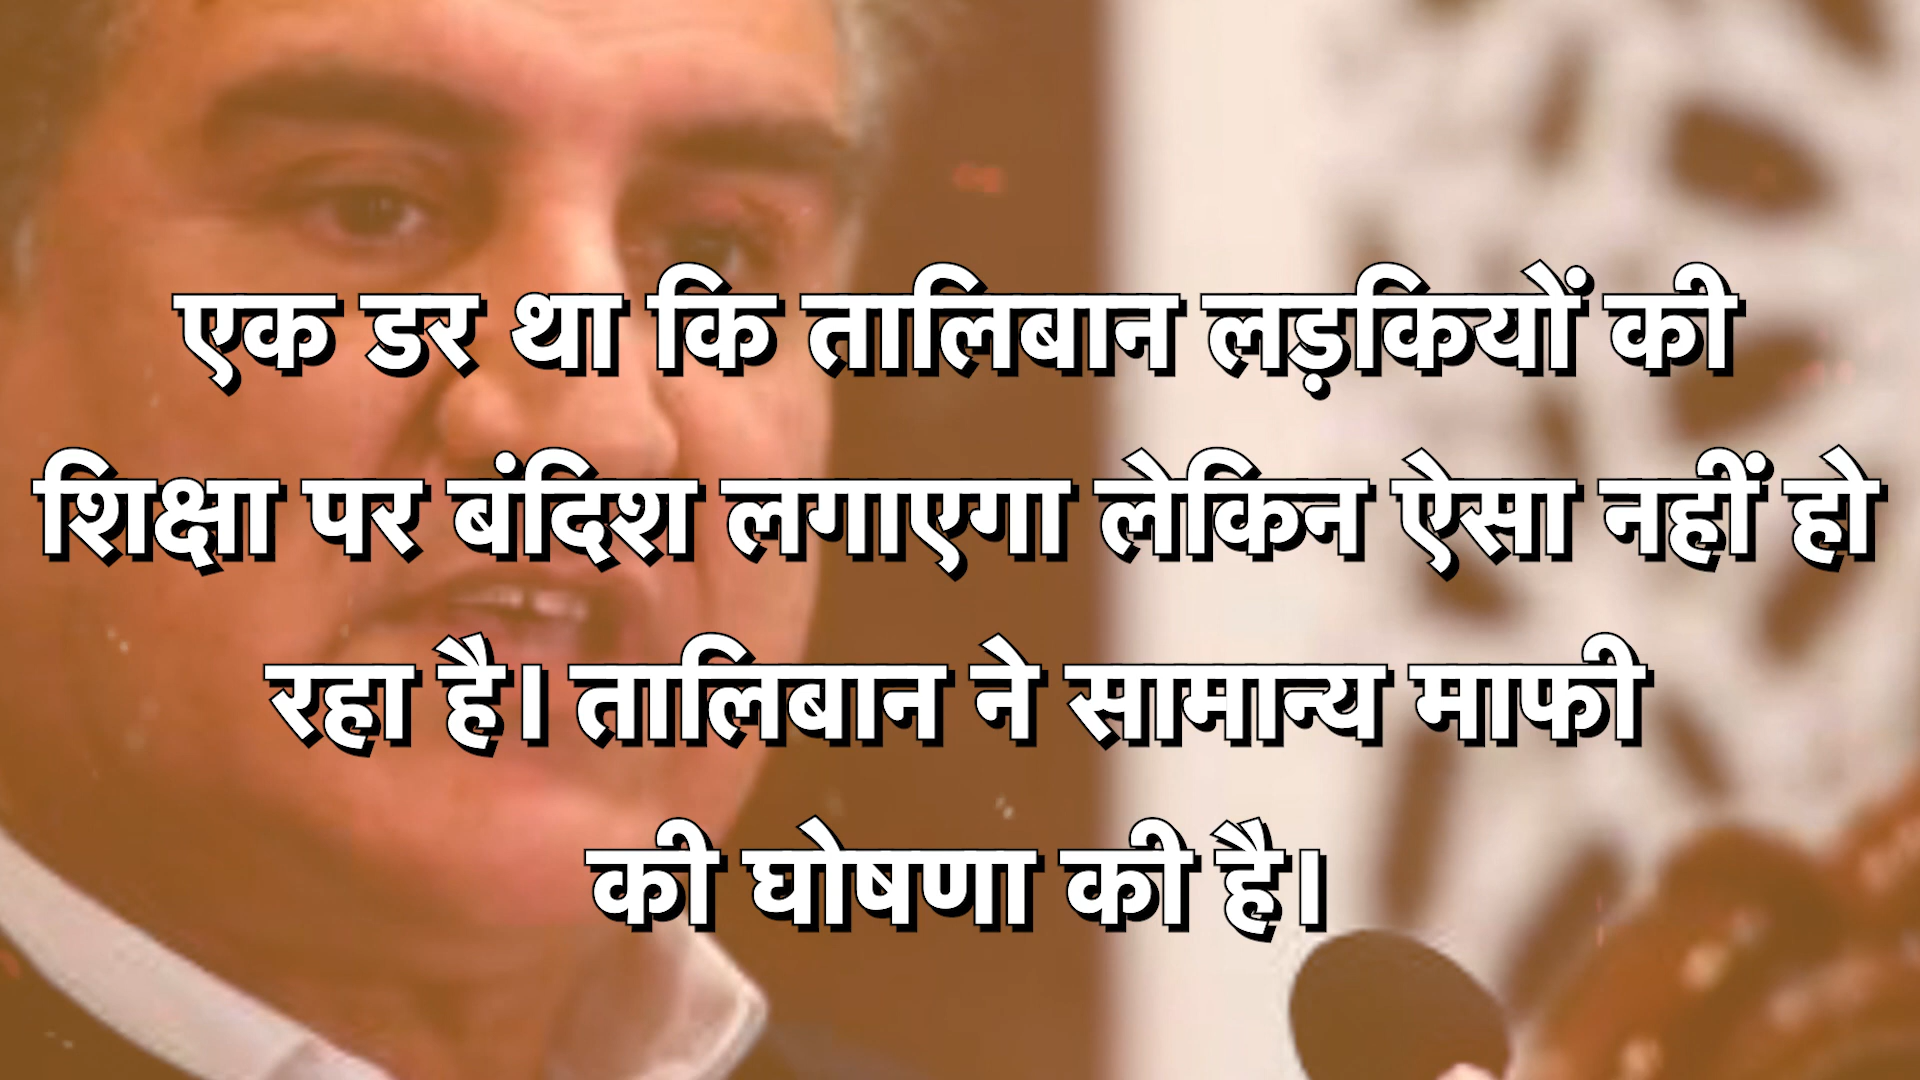 एक डर था कि तालिबान लड़कियों की
शिक्षा पर बंदिश लगाएगा लेकिन ऐसा नहीं हो
रहा है। तालिबान ने सामान्य माफी
की घोषणा की है।